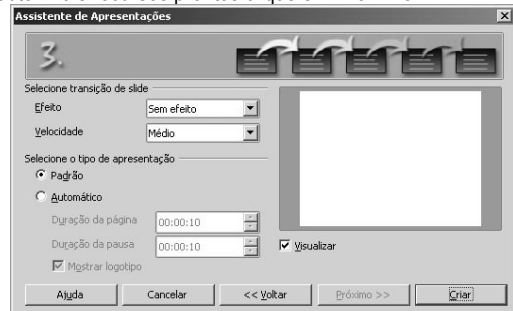 Assistente de Apresentações
3.
Selecione transição de slide
Efeito
Sem efeito
Velocidade
Médio
Selecione o tipo de apresentação
Padrão
Automático
Duração da página
00:00:10
Duração da pausa
00:00:10
Mostrar logotipo
Visualizar
Ajuda
Cancelar
<< Voltar
Próximo >>
Criar